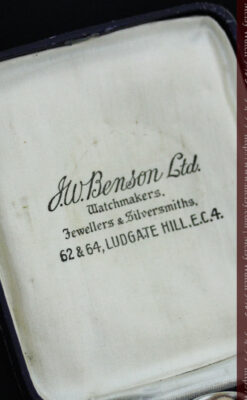 J.W. Benson Ltd.
Watchmakers,
Jewellers & Silversmiths,
62 & 64, LUDGATE HILL. E.C.4.